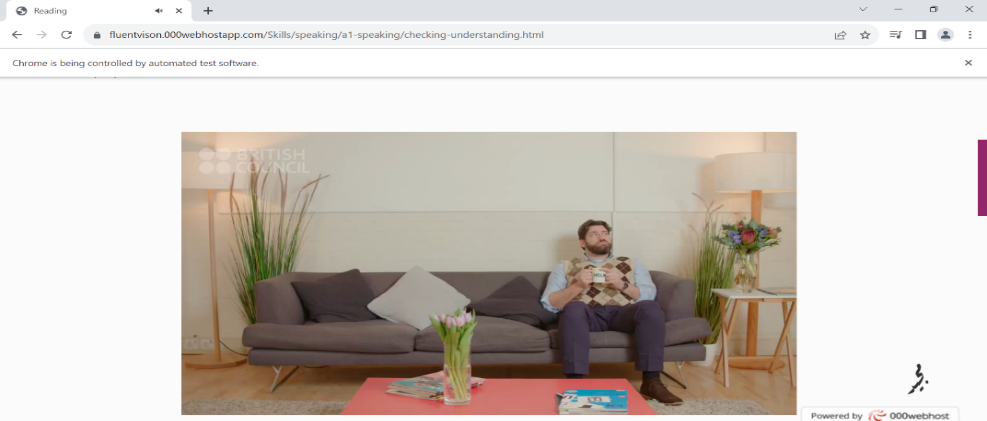 Reading
fluentvison.000webhostapp.com/Skills/speaking/a1-speaking/checking-understanding.html
Chrome is being controlled by automated test software.
BRITISH
COUNCIL
Powered by 000webhost